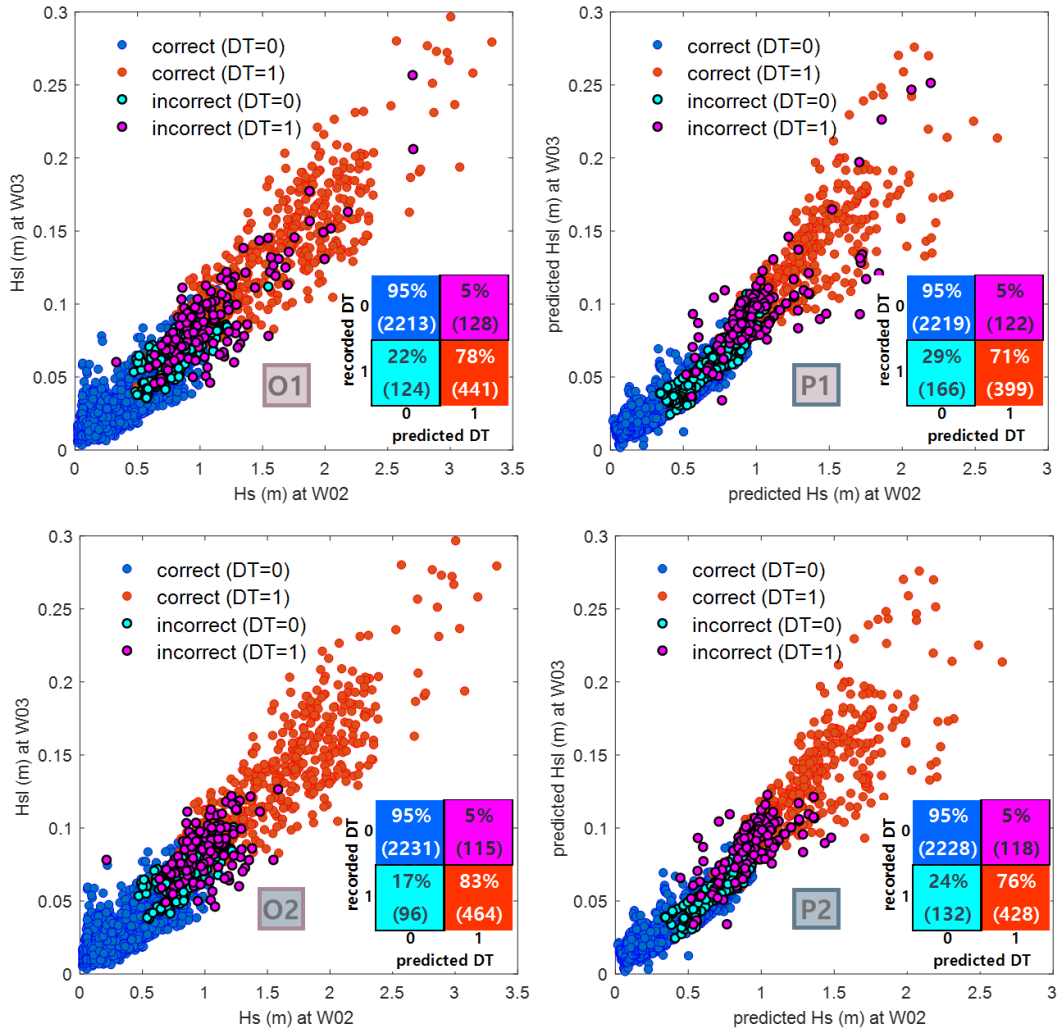 0.3
0.25
0.2
0.15
0.1
0.05
0
Hsl (m) at W03
correct (DT=0)
correct (DT=1)
incorrect (DT=0)
incorrect (DT=1)
O1
recorded DT
0
1
95%
(2213)
5%
(128)
22%
(124)
78%
(441)
0
1
predicted DT
0
0.5
1
1.5
2
2.5
3
3.5
Hs (m) at W02
0.3
0.25
0.2
0.15
0.1
0.05
0
predicted Hsl (m) at W03
correct (DT=0)
correct (DT=1)
incorrect (DT=0)
incorrect (DT=1)
P1
recorded DT
0
1
95%
(2219)
5%
(122)
29%
(166)
71%
(399)
0
1
predicted DT
0
0.5
1
1.5
2
2.5
3
predicted Hs (m) at W02
0.3
0.25
0.2
0.15
0.1
0.05
0
Hsl (m) at W03
correct (DT=0)
correct (DT=1)
incorrect (DT=0)
incorrect (DT=1)
O2
recorded DT
0
1
95%
(2231)
5%
(115)
17%
(96)
83%
(464)
0
1
predicted DT
0
0.5
1
1.5
2
2.5
3
3.5
Hs (m) at W02
0.3
0.25
0.2
0.15
0.1
0.05
0
predicted Hsl (m) at W03
correct (DT=0)
correct (DT=1)
incorrect (DT=0)
incorrect (DT=1)
P2
recorded DT
0
1
95%
(2228)
5%
(118)
24%
(132)
76%
(428)
0
1
predicted DT
0
0.5
1
1.5
2
2.5
3
predicted Hs (m) at W02